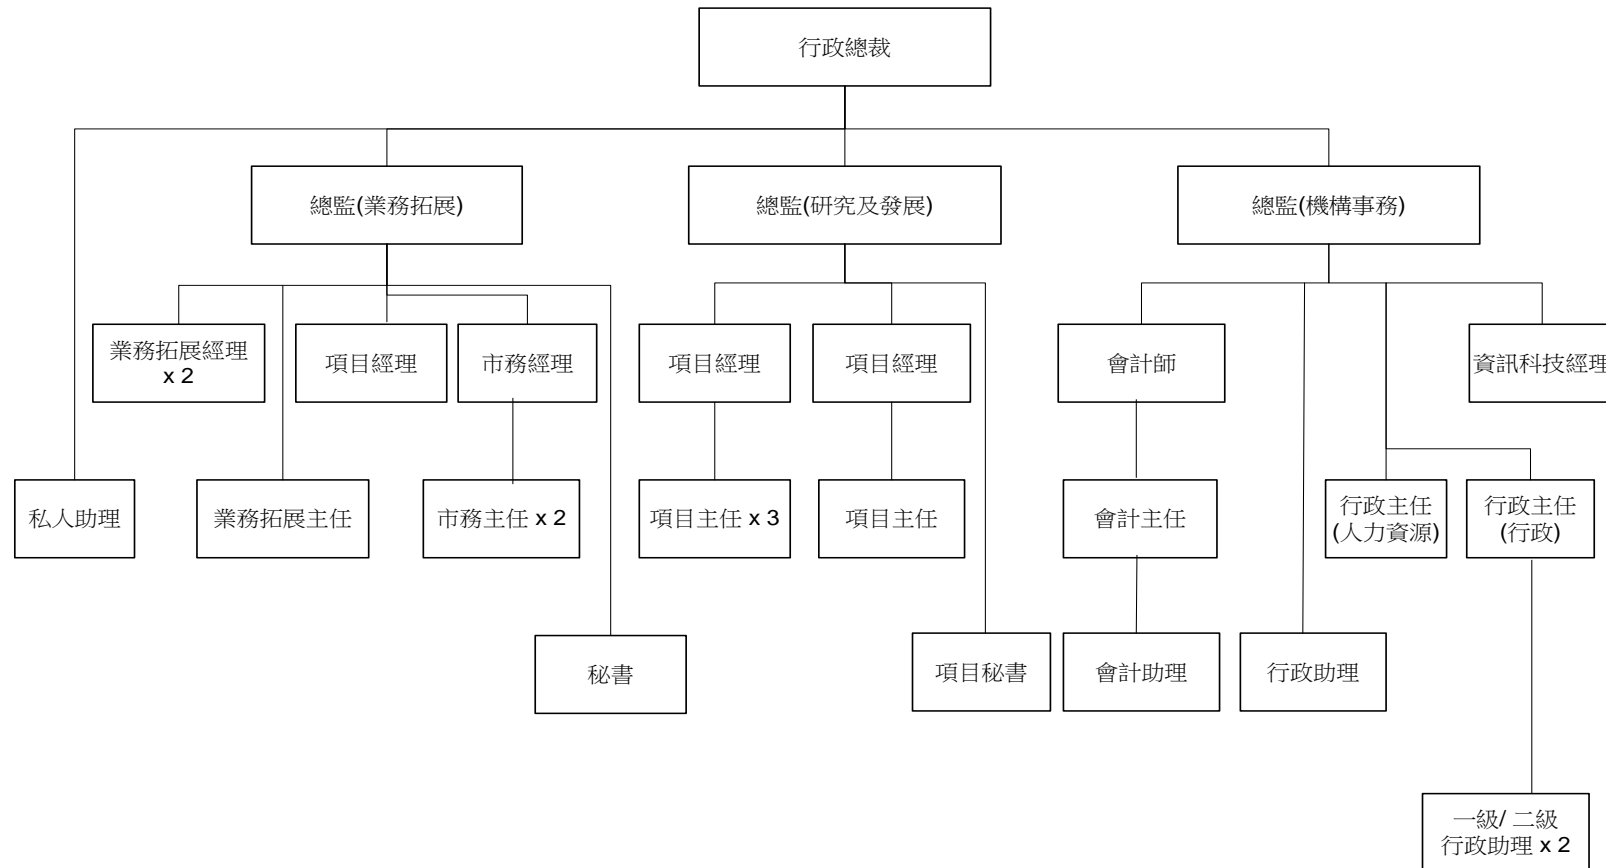 行政總裁
總監(業務拓展)
總監(研究及發展)
總監(機構事務)
業務拓展經理
x 2
項目經理
市務經理
項目經理
項目經理
會計師
資訊科技經理
私人助理
業務拓展主任
市務主任 x 2
項目主任 x 3
項目主任
會計主任
行政主任
(人力資源)
行政主任
(行政)
秘書
項目秘書
會計助理
行政助理
一級/ 二級
行政助理 x 2